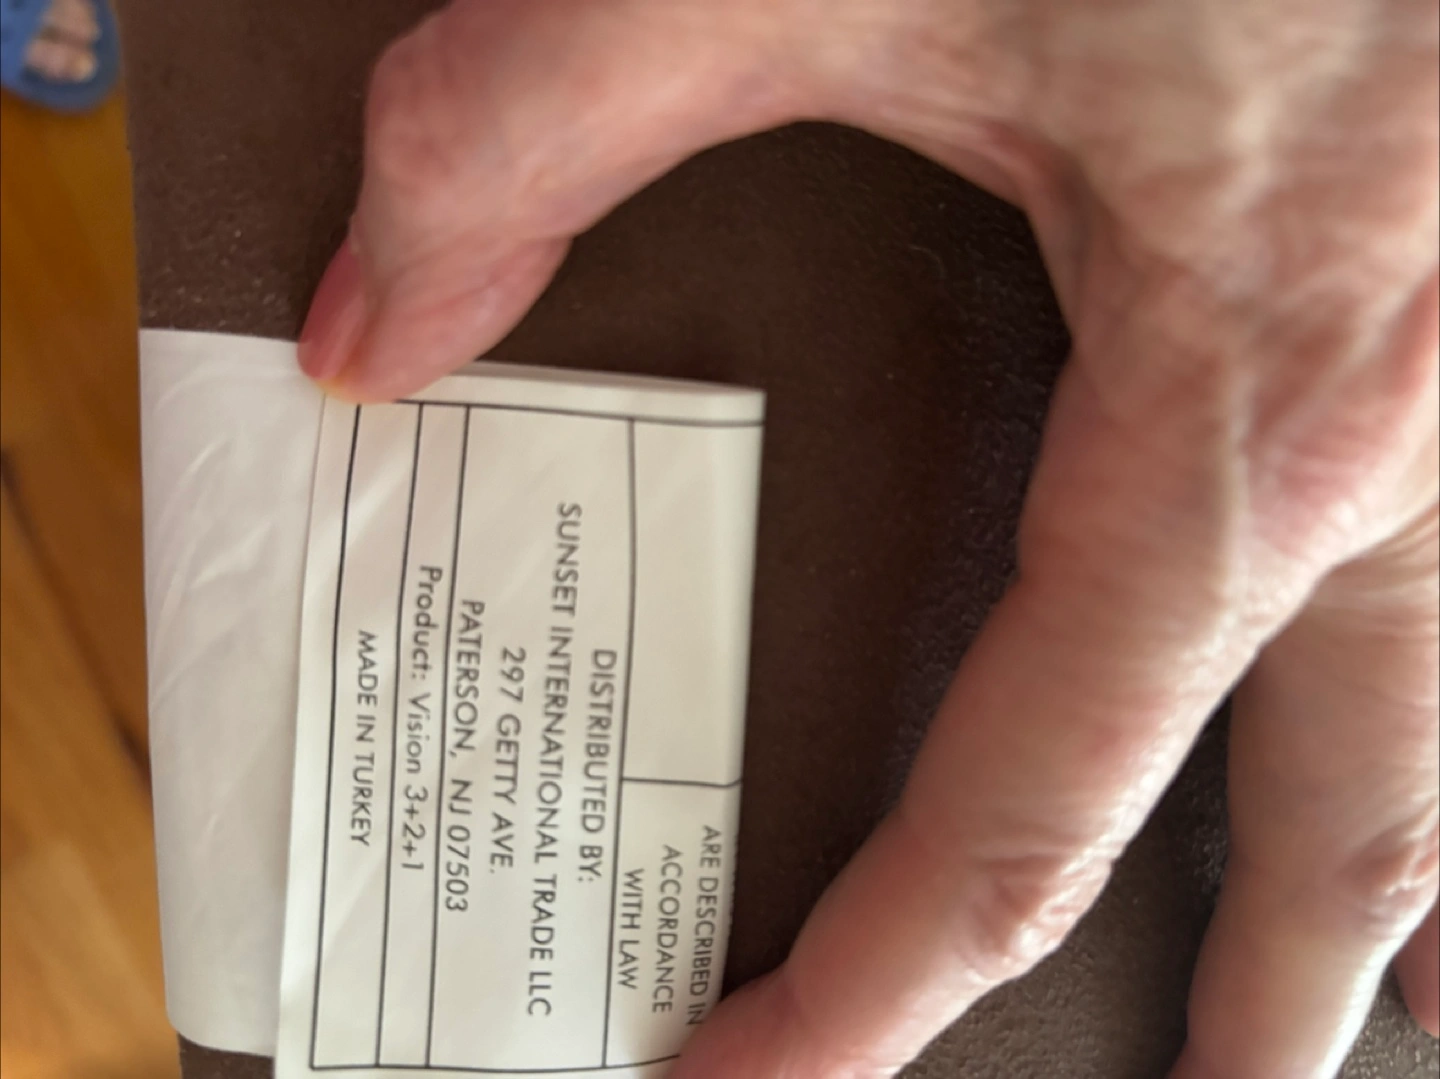 ARE DESCRIBED IN
ACCORDANCE
WITH LAW
DISTRIBUTED BY:
SUNSET INTERNATIONAL TRADE LLC
297 GETTY AVE.
PATERSON, NJ 07503
Product: Vision 3+2+1
MADE IN TURKEY